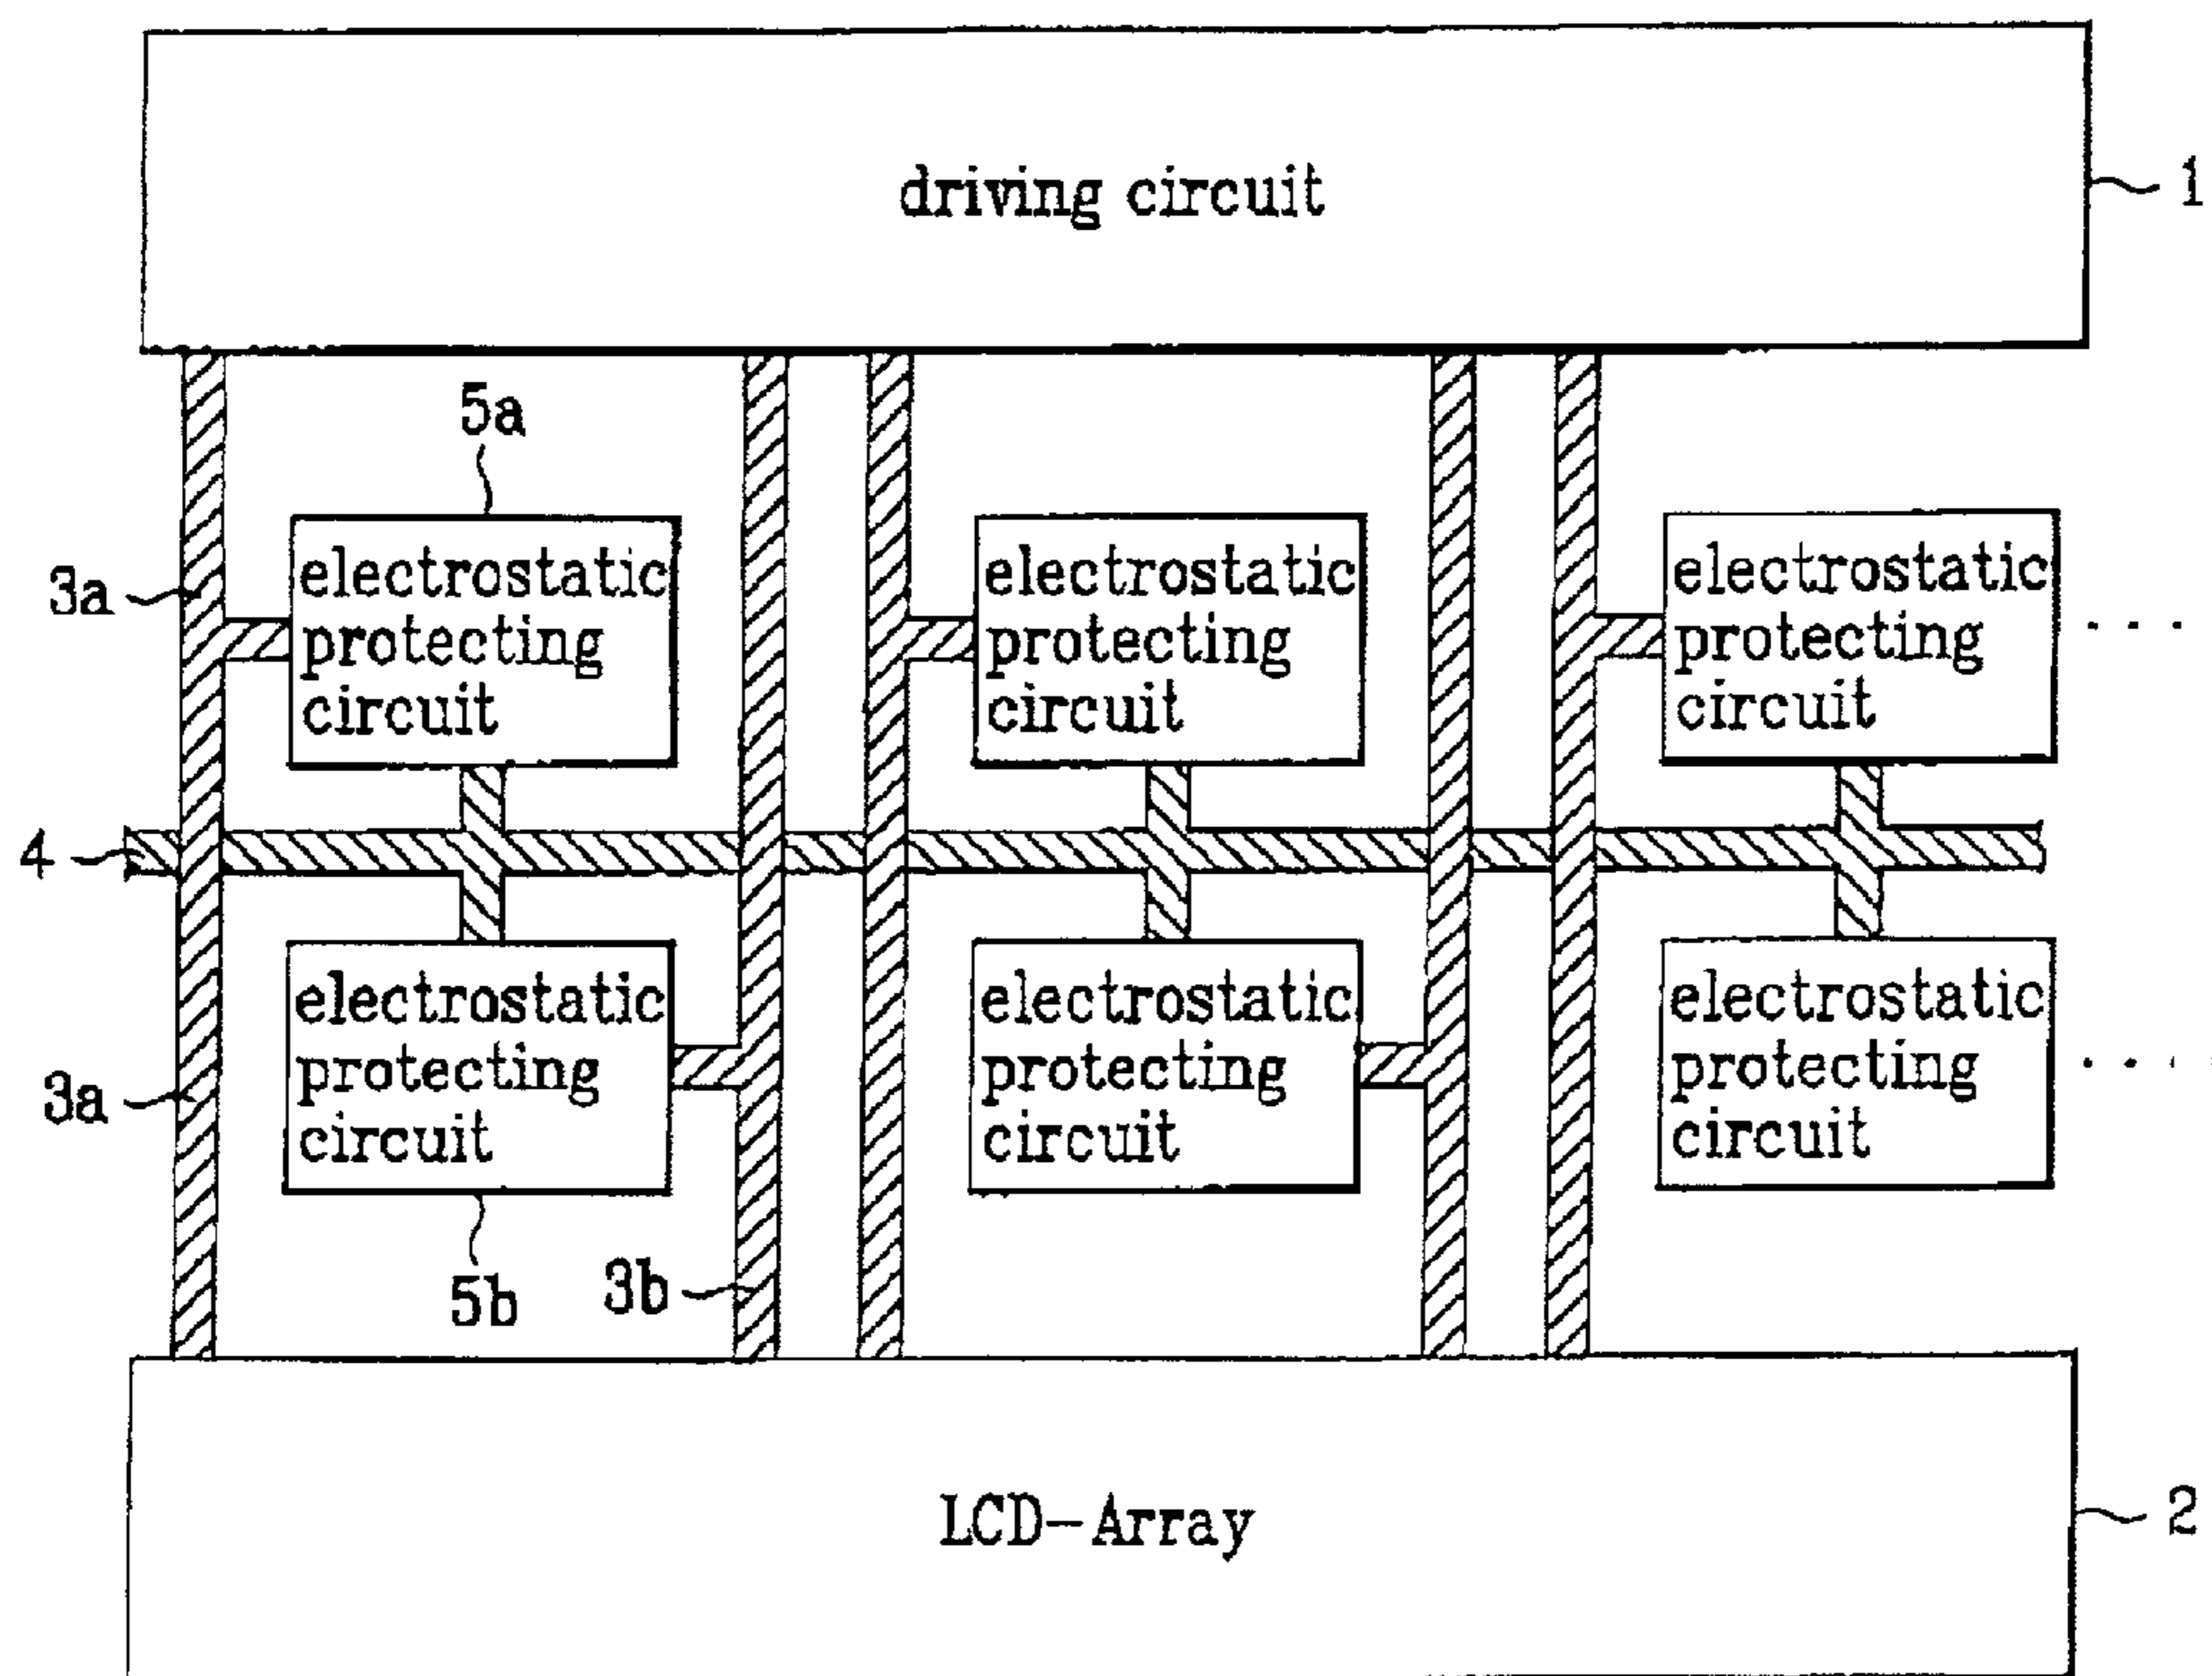 driving circuit
1
5a
3a
electrostatic
protecting
circuit
electrostatic
protecting
circuit
electrostatic
protecting
circuit
. . .
4
3a
electrostatic
protecting
circuit
electrostatic
protecting
circuit
electrostatic
protecting
circuit
. . .
5b
3b
LCD-Array
2